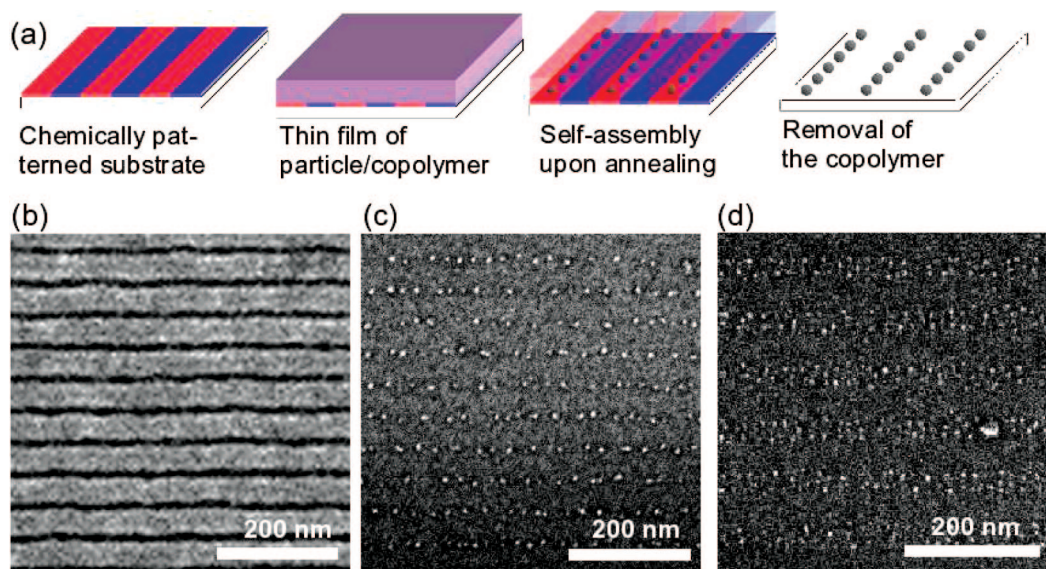 (a)
Chemically pat-
terned substrate
Thin film of
particle/copolymer
Self-assembly
upon annealing
Removal of
the copolymer
(b)
(c)
(d)
200 nm
200 nm
200 nm